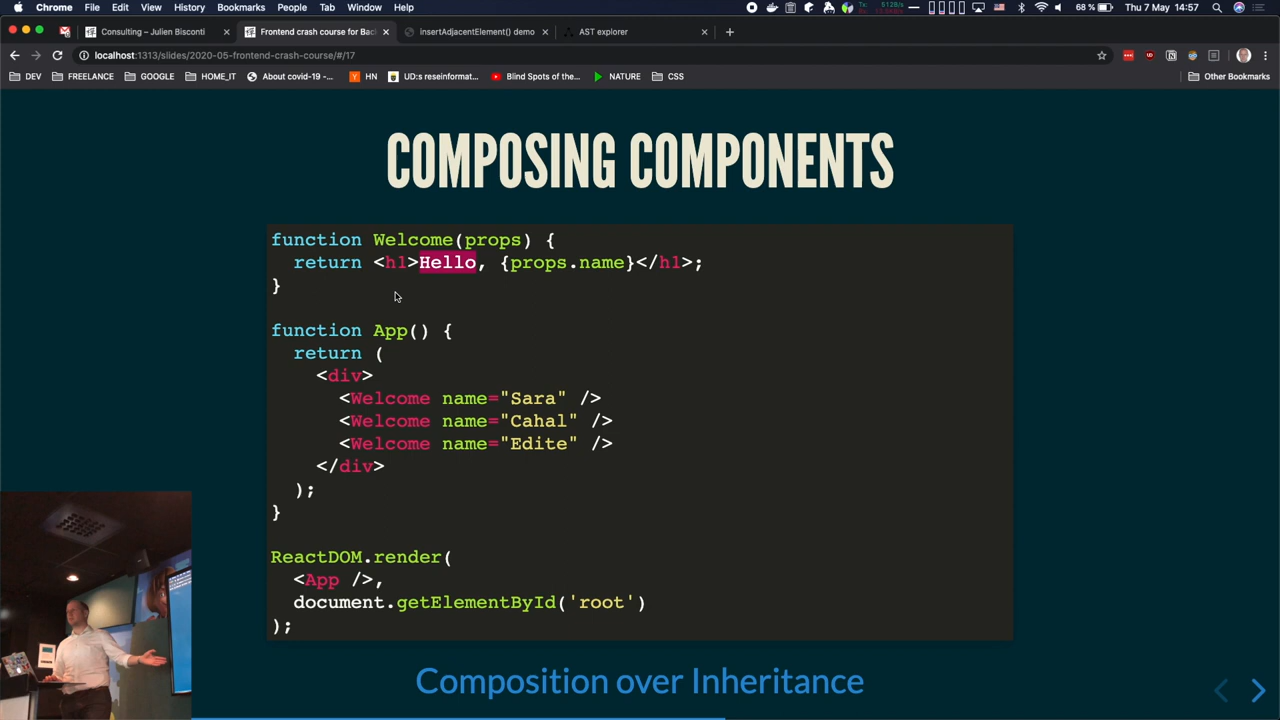 Chrome File Edit View History Bookmarks People Tab Window Help 68 % Thu 7 May 14:57
Consulting – Julien Bisconti Frontend crash course for Bac insertAdjacentElement() demo AST explorer
localhost:1313/slides/2020-05-frontend-crash-course/#/17
DEV FREELANCE GOOGLE HOME_IT About covid-19 -... HN UD:s reseinformat... Blind Spots of the... NATURE CSS Other Bookmarks
COMPOSING COMPONENTS
function Welcome(props) {
  return <h1>Hello, {props.name}</h1>;
}
function App() {
  return (
    <div>
      <Welcome name="Sara" />
      <Welcome name="Cahal" />
      <Welcome name="Edite" />
    </div>
  );
}
ReactDOM.render(
  <App />,
  document.getElementById('root')
);
Composition over Inheritance